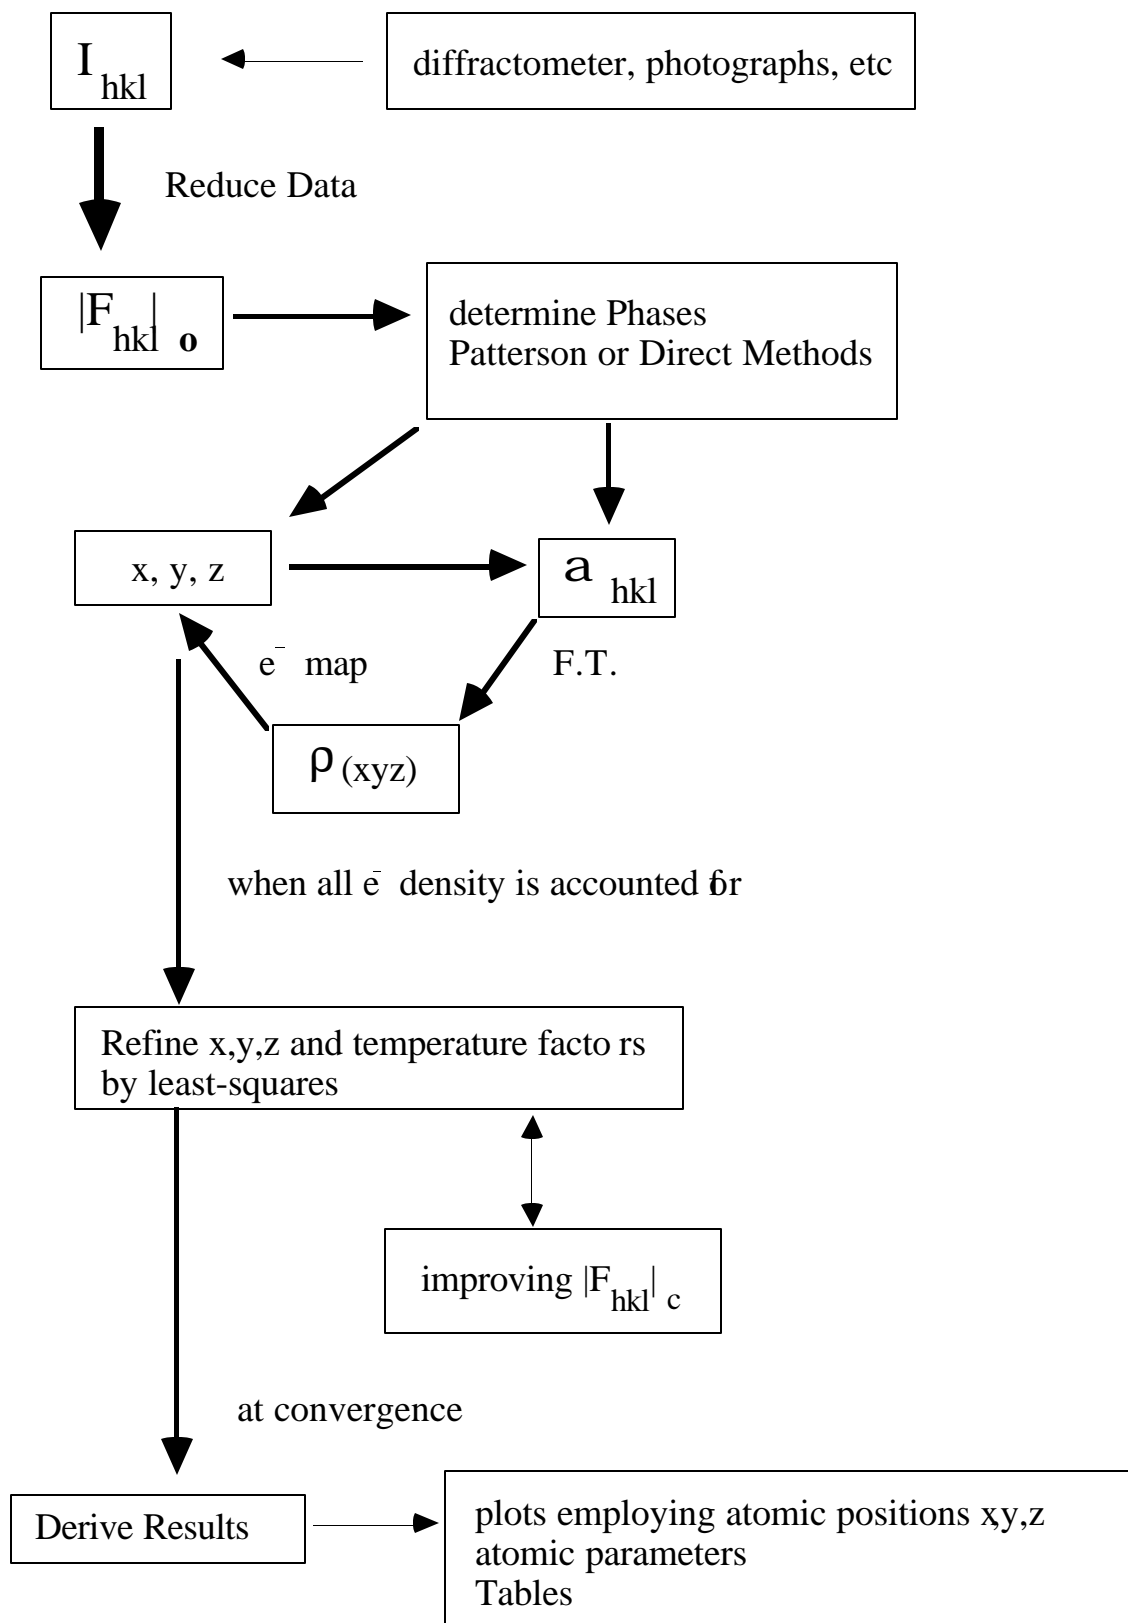 I hkl
diffractometer, photographs, etc
Reduce Data
|F hkl| o
determine Phases
Patterson or Direct Methods
x, y, z
a hkl
e¯ map
F.T.
ρ (xyz)
when all e¯ density is accounted for
Refine x,y,z and temperature facto rs
by least-squares
improving |F hkl| c
at convergence
Derive Results
plots employing atomic positions x,y,z
atomic parameters
Tables